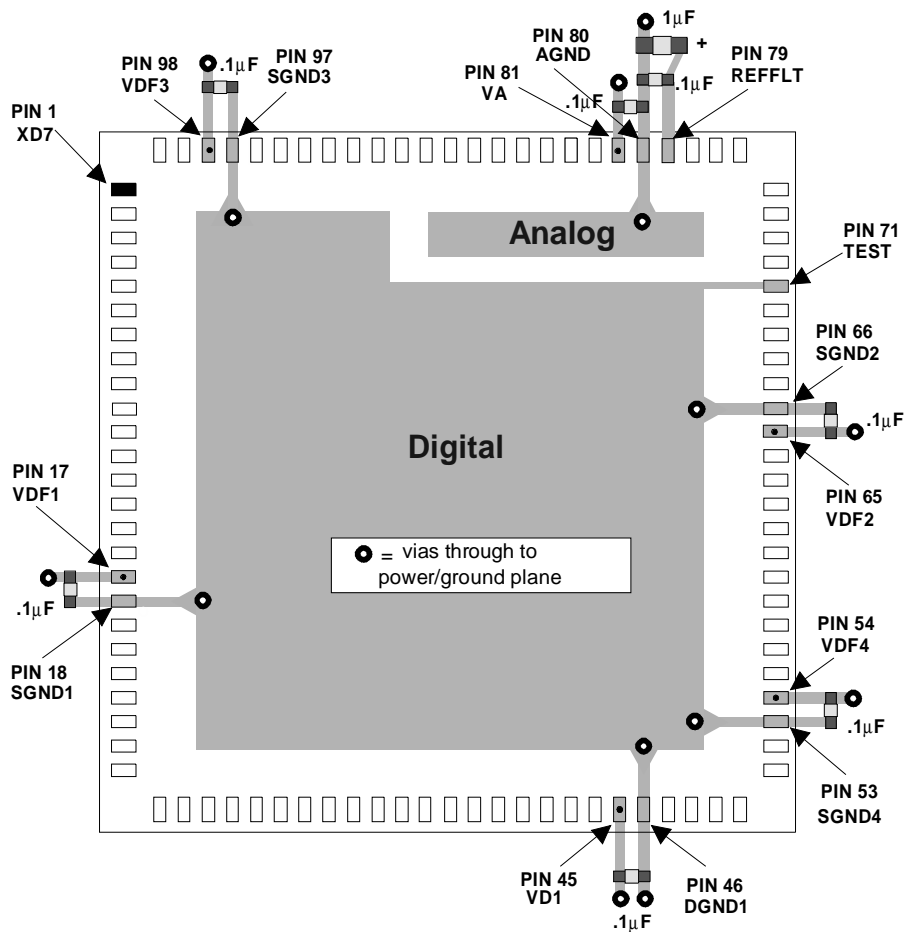 PIN 98
VDF3
.1µF
PIN 97
SGND3
PIN 81
VA
PIN 80
AGND
1µF
+
.1µF
.1µF
PIN 79
REFFLT
PIN 1
XD7
Analog
PIN 71
TEST
PIN 66
SGND2
.1µF
PIN 65
VDF2
Digital
PIN 17
VDF1
.1µF
PIN 18
SGND1
= vias through to
power/ground plane
PIN 54
VDF4
.1µF
PIN 53
SGND4
PIN 45
VD1
.1µF
PIN 46
DGND1